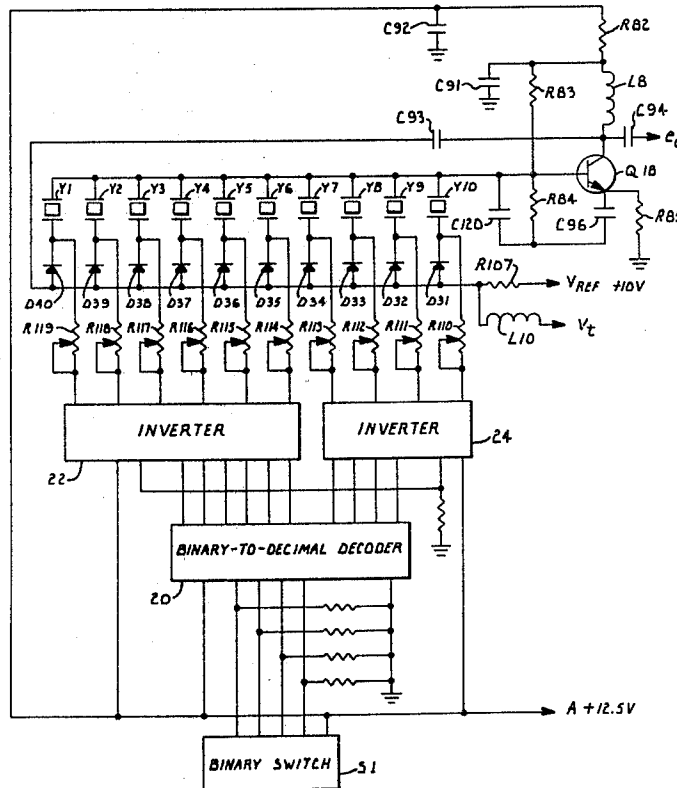 C92
R82
C91
R83
L8
C93
C94
Q18
Y1 Y2 Y3 Y4 Y5 Y6 Y7 Y8 Y9 Y10
C120
R84
C96
R107
VREF +10V
D40 D39 D38 D37 D36 D35 D34 D33 D32 D31
L10
Vt
R119 R118 R117 R116 R115 R114 R113 R112 R111 R110
INVERTER
INVERTER
22
24
BINARY-TO-DECIMAL DECODER
20
A +12.5V
BINARY SWITCH
S1